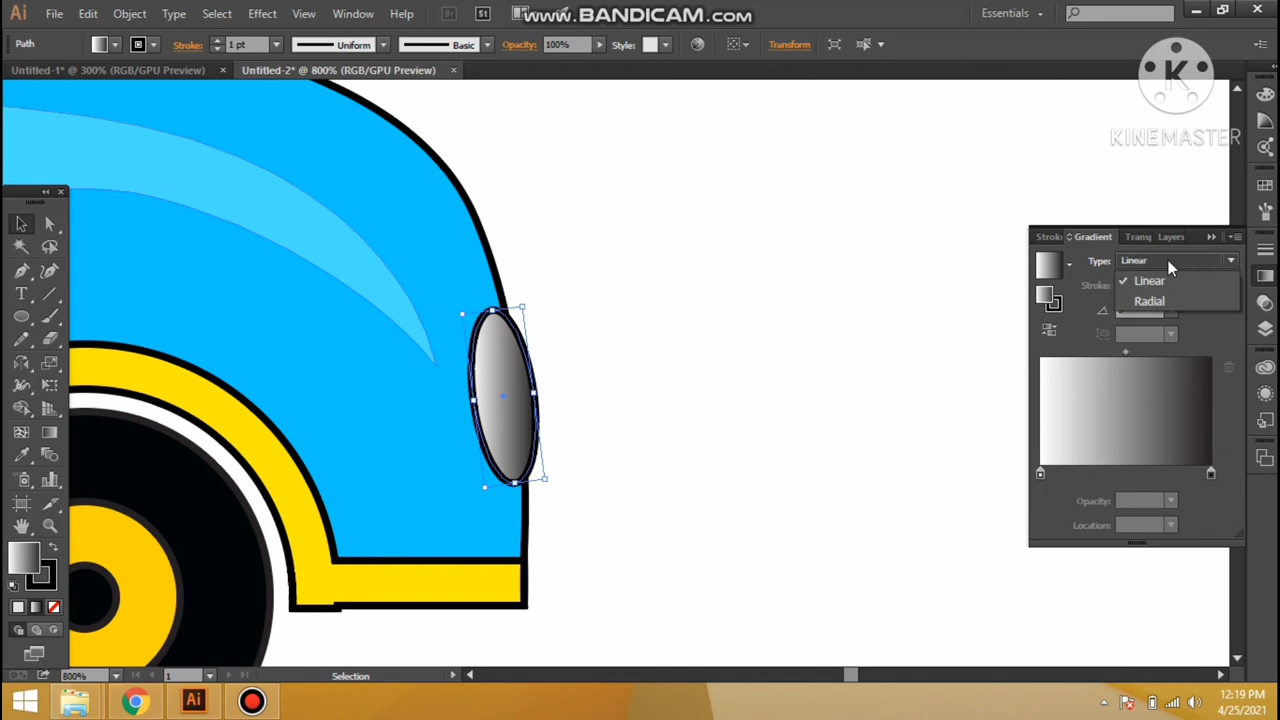 Ai File Edit Object Type Select Effect View Window Help Br St www.BANDICAM.com Essentials
Path Stroke: 1 pt Uniform Basic Opacity: 100% Style: Transform
Untitled-1* @ 300% (RGB/GPU Preview) × Untitled-2* @ 800% (RGB/GPU Preview) ×
K
KINEMASTER
Stroke Gradient Transp Layers
Type: Linear
Linear
Stroke:
Radial
Opacity:
Location:
800% 1 Selection
Ai 12:19 PM
4/25/2021